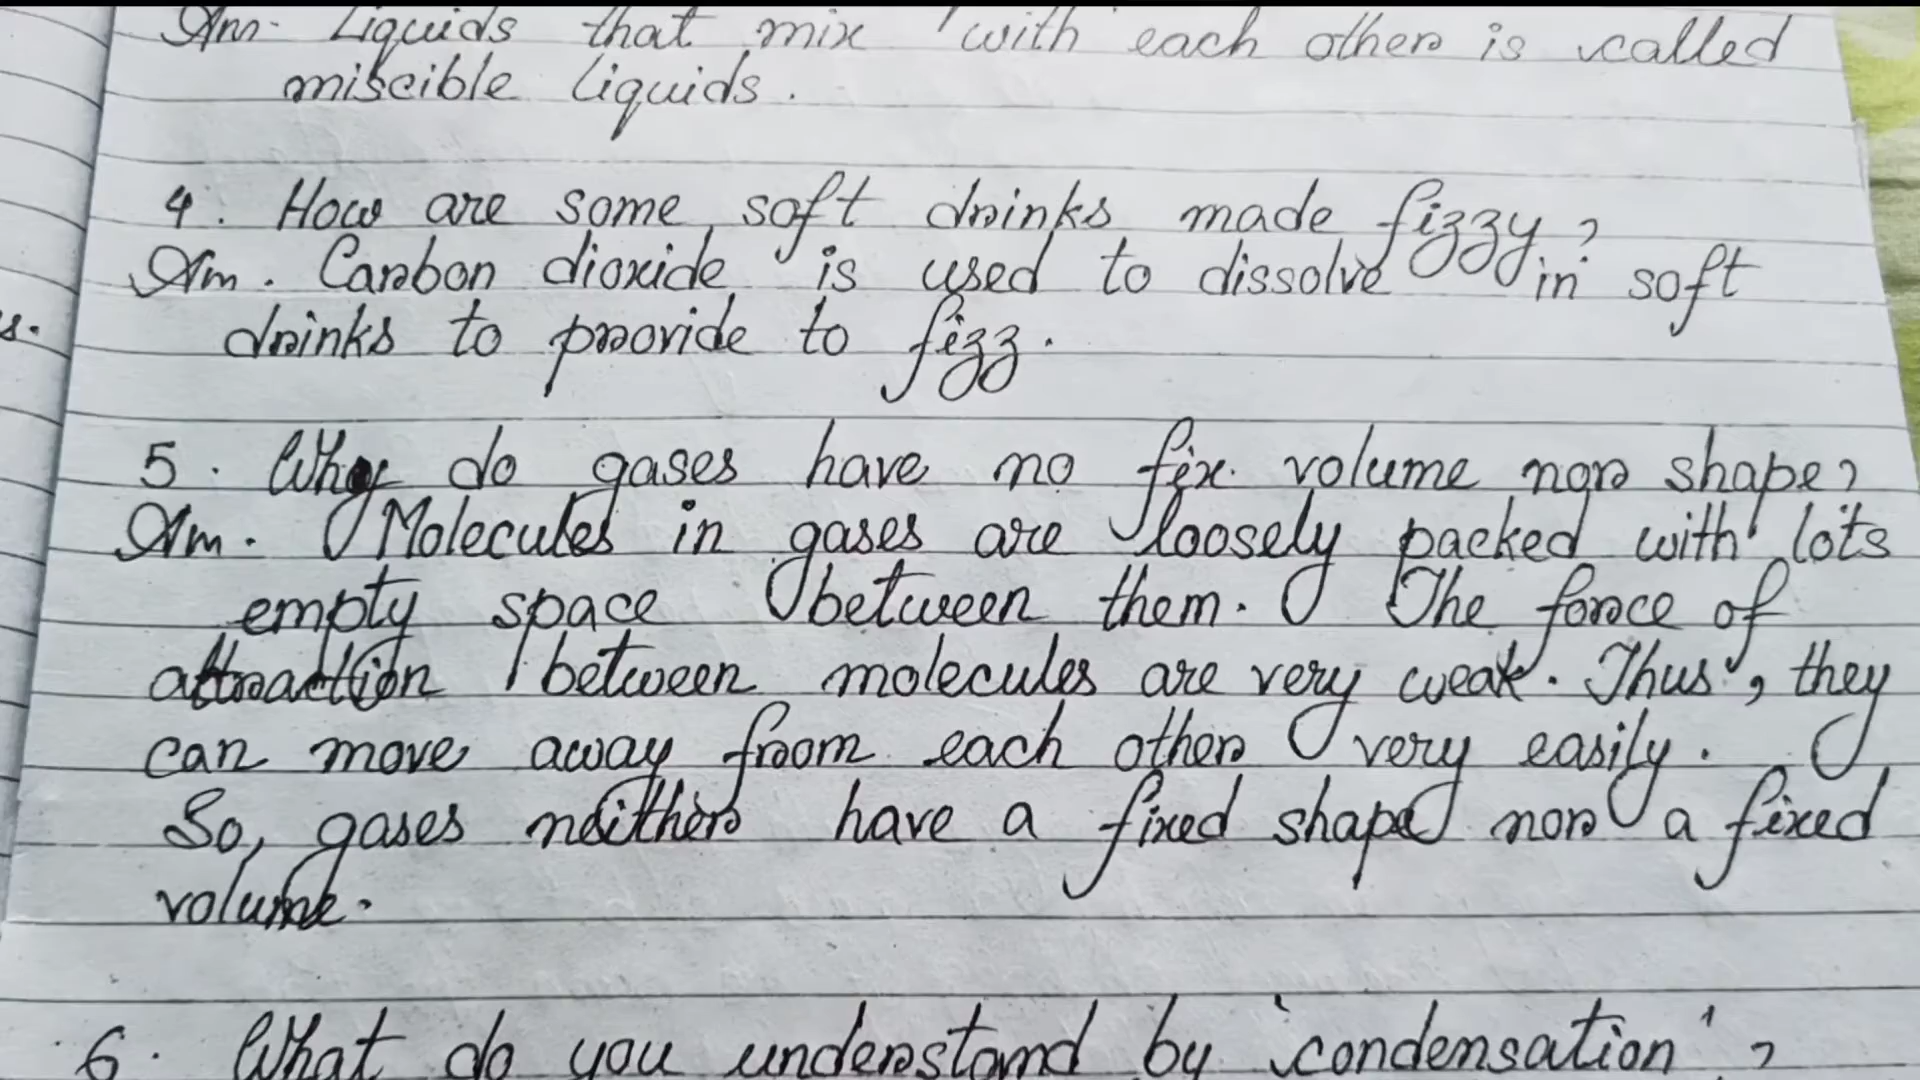 Ans. Liquids that mix with each other is called
miscible liquids.
4. How are some soft drinks made fizzy?
Ans. Carbon dioxide is used to dissolve in soft
s.
drinks to provide to fizz.
5. Why do gases have no fix volume nor shape?
Ans. Molecules in gases are loosely packed with lots
empty space between them. The force of
attraction between molecules are very weak. Thus, they
can move away from each other very easily.
So, gases neither have a fixed shape nor a fixed
volume.
6. What do you understand by 'condensation'?